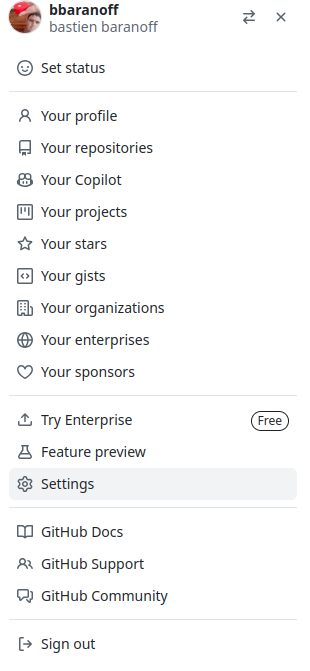 bbaranoff
bastien baranoff
Set status
Your profile
Your repositories
Your Copilot
Your projects
Your stars
Your gists
Your organizations
Your enterprises
Your sponsors
Try Enterprise Free
Feature preview
Settings
GitHub Docs
GitHub Support
GitHub Community
Sign out